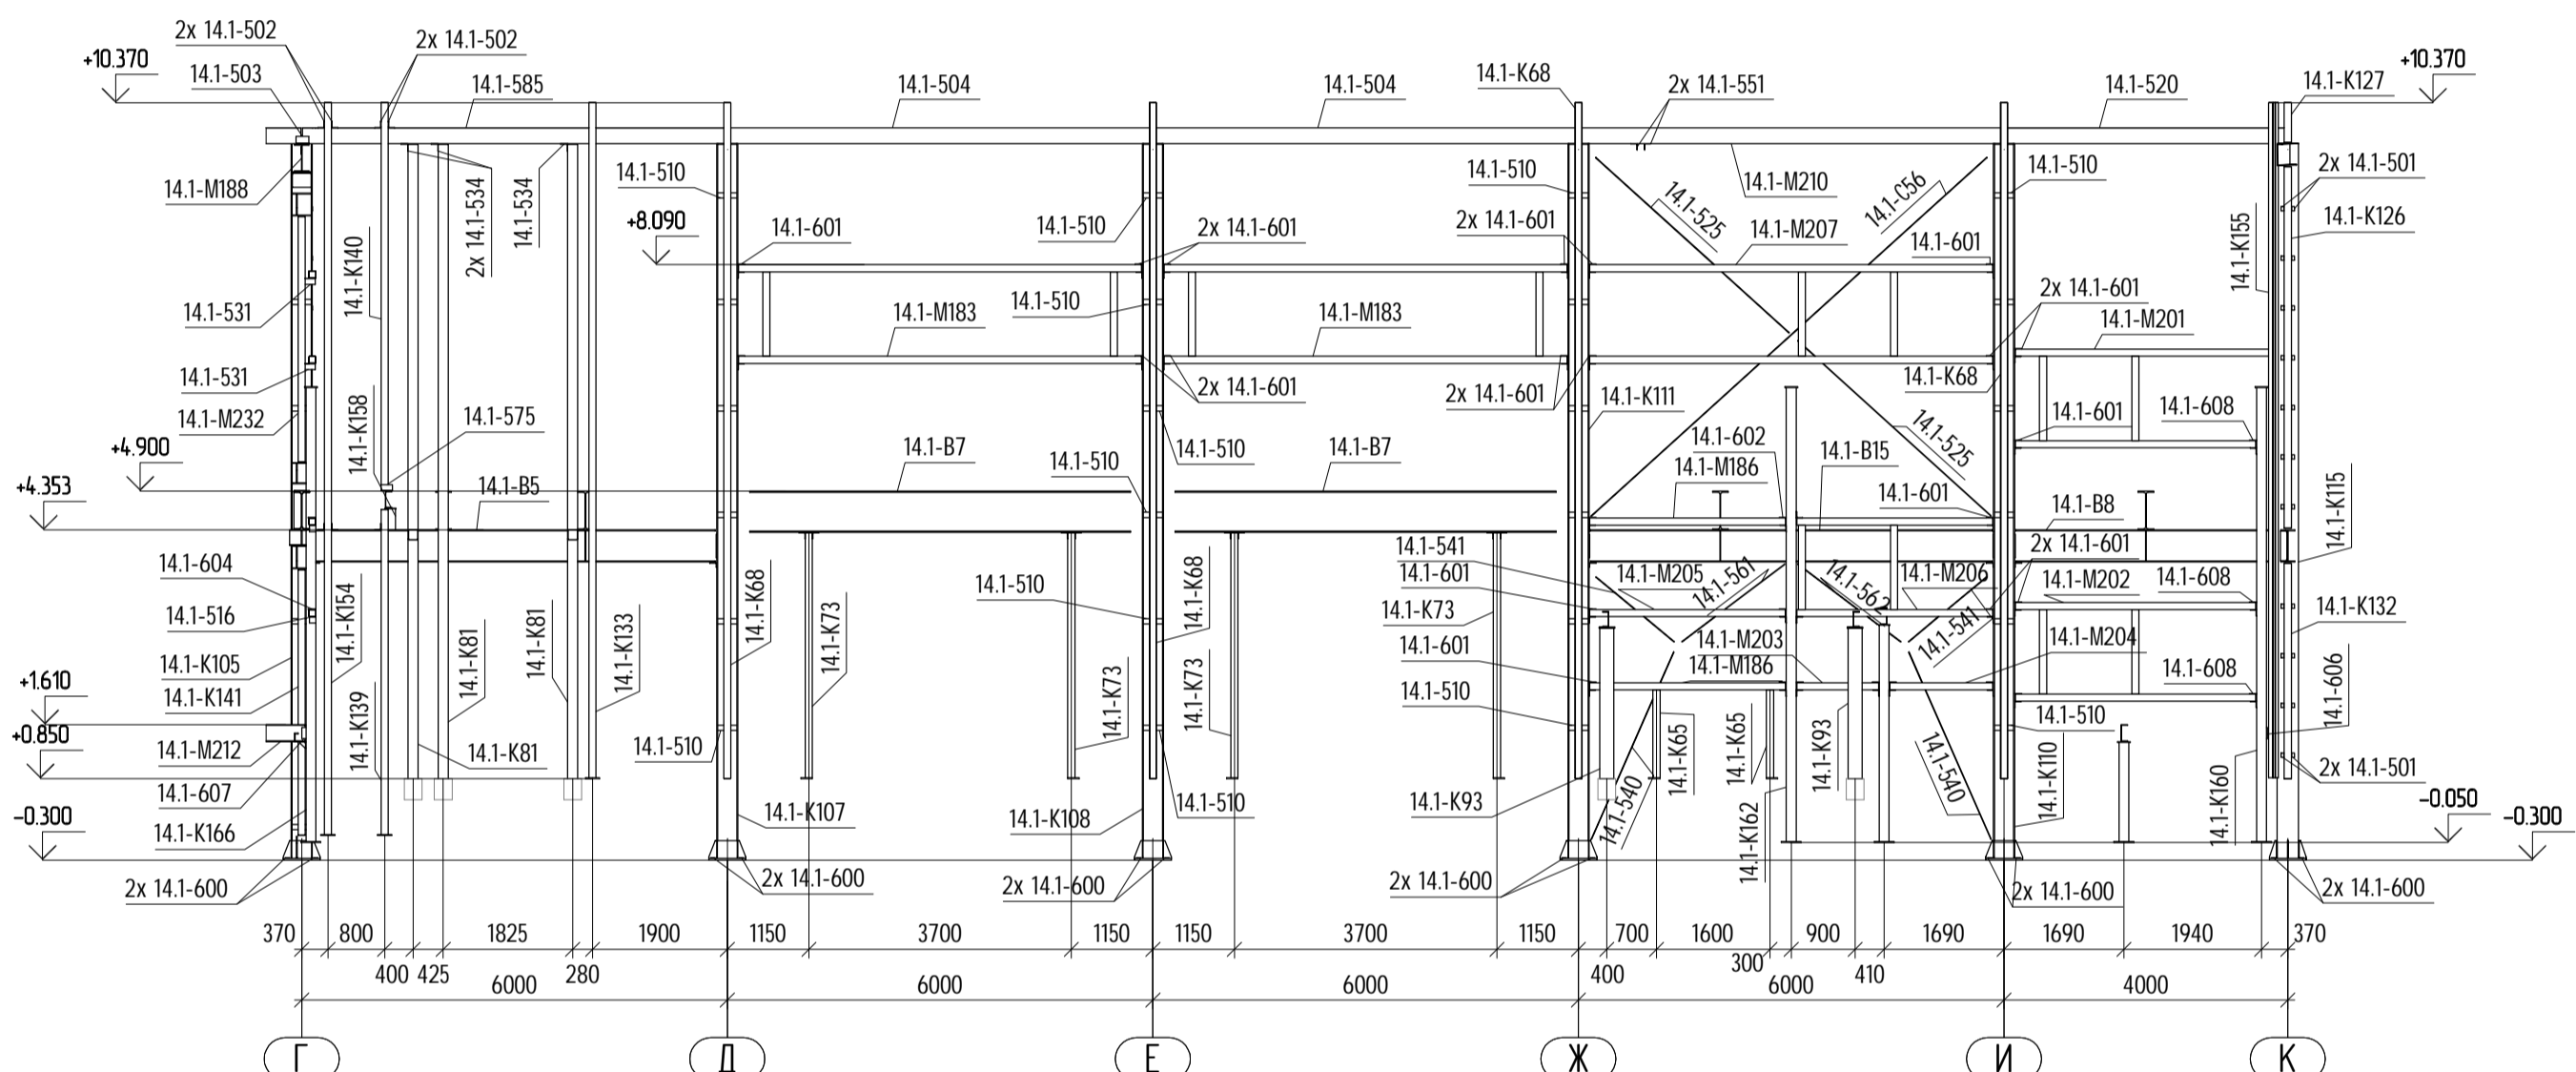 2x 14.1-502
2x 14.1-502
+10.370
14.1-503
14.1-585
14.1-504
14.1-504
14.1-K68
2x 14.1-551
14.1-520
+10.370
14.1-K127
14.1-M188
14.1-K140
2x 14.1-534
14.1-534
14.1-510
+8.090
14.1-601
14.1-510
2x 14.1-601
14.1-510
2x 14.1-601
14.1-525
14.1-M210
14.1-M207
14.1-C56
14.1-601
14.1-510
2x 14.1-501
14.1-K126
14.1-K155
14.1-531
14.1-M183
14.1-510
14.1-M183
2x 14.1-601
14.1-M201
14.1-531
14.1-M232
14.1-K158
14.1-575
2x 14.1-601
2x 14.1-601
14.1-K111
14.1-K68
14.1-601
14.1-608
+4.900
+4.353
14.1-B5
14.1-B7
14.1-510
14.1-510
14.1-B7
14.1-602
14.1-M186
14.1-B15
14.1-525
14.1-601
14.1-B8
14.1-K115
14.1-604
14.1-516
14.1-K105
14.1-K141
14.1-K154
14.1-K81
14.1-K81
14.1-K133
14.1-K68
14.1-K73
14.1-510
14.1-K68
14.1-541
14.1-601
14.1-K73
14.1-M205
14.1-561
14.1-562
14.1-M206
2x 14.1-601
14.1-M202
14.1-608
14.1-541
14.1-K132
+1.610
+0.850
14.1-M212
14.1-607
14.1-K166
14.1-K139
14.1-K81
14.1-510
14.1-K107
14.1-K73
14.1-K73
14.1-K108
14.1-510
14.1-601
14.1-510
14.1-K93
14.1-M203
14.1-M186
14.1-M204
14.1-608
14.1-540
14.1-K65
14.1-K65
14.1-K162
14.1-K93
14.1-540
14.1-510
14.1-K110
14.1-K160
14.1-606
2x 14.1-501
-0.300
-0.050
-0.300
2x 14.1-600
2x 14.1-600
2x 14.1-600
2x 14.1-600
2x 14.1-600
2x 14.1-600
370 800 1825 1900 1150 3700 1150 1150 3700 1150 700 1600 900 1690 1690 1940 370
400 425 280 400 300 410
6000 6000 6000 6000 4000
Г Д Е Ж И К